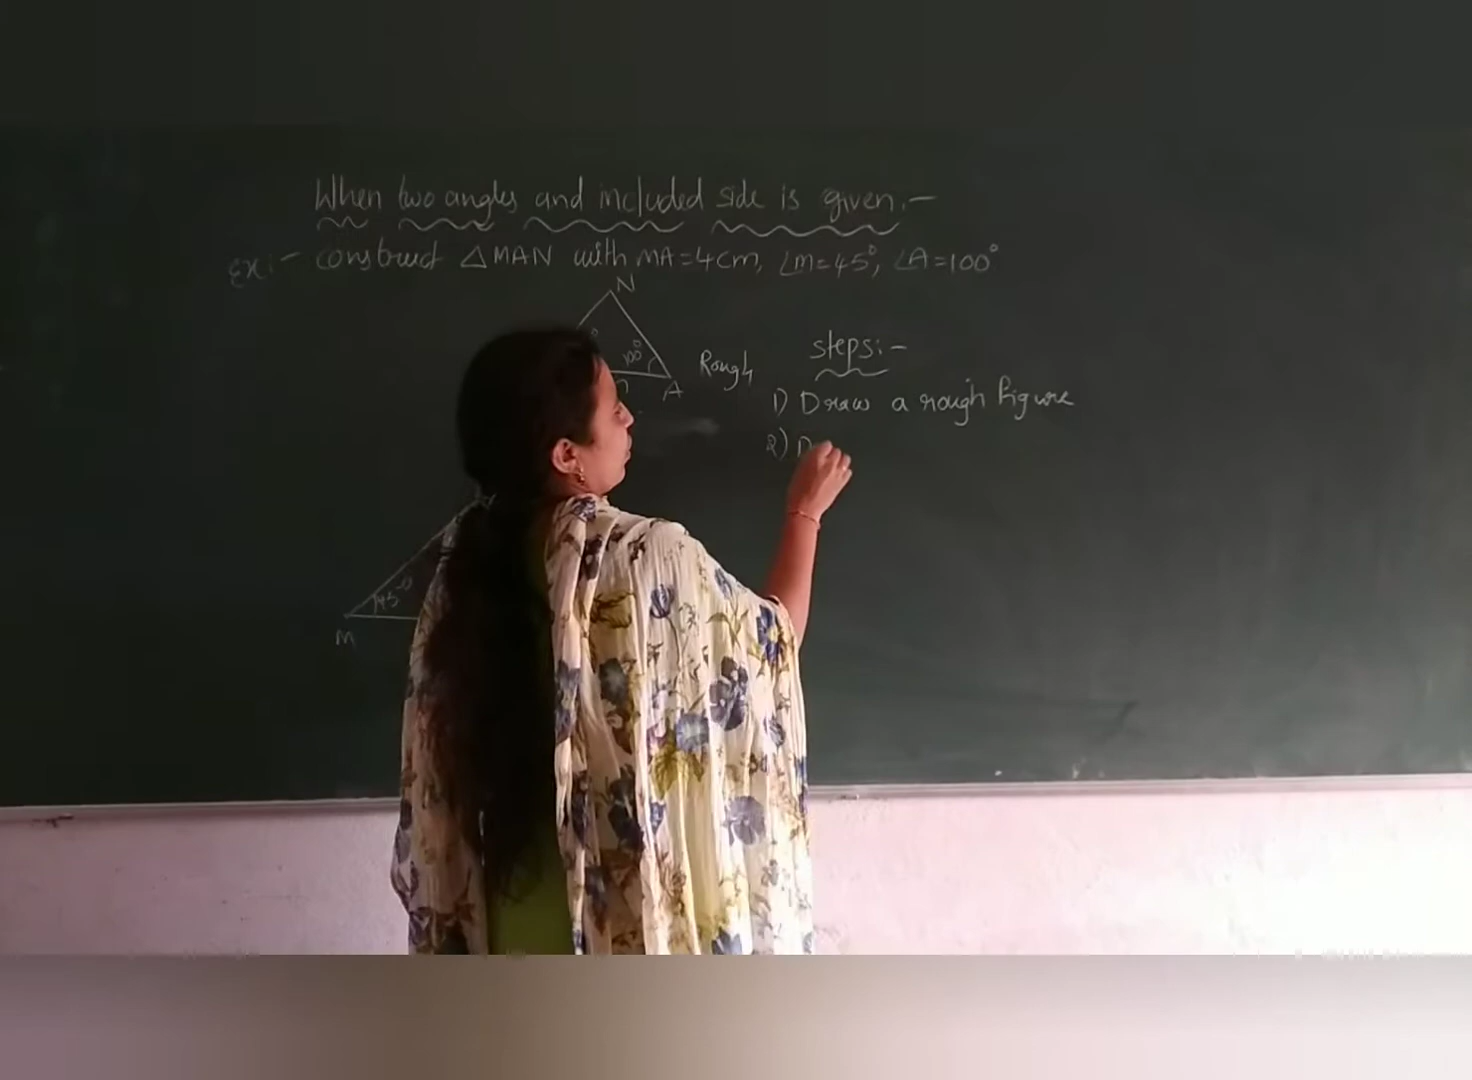 When two angles and included side is given.-
Ex:- construct △MAN with MA=4cm, ∠M=45°, ∠A=100°
N
100°
A
Rough
steps:-
1) Draw a rough figure
2) D
45°
M